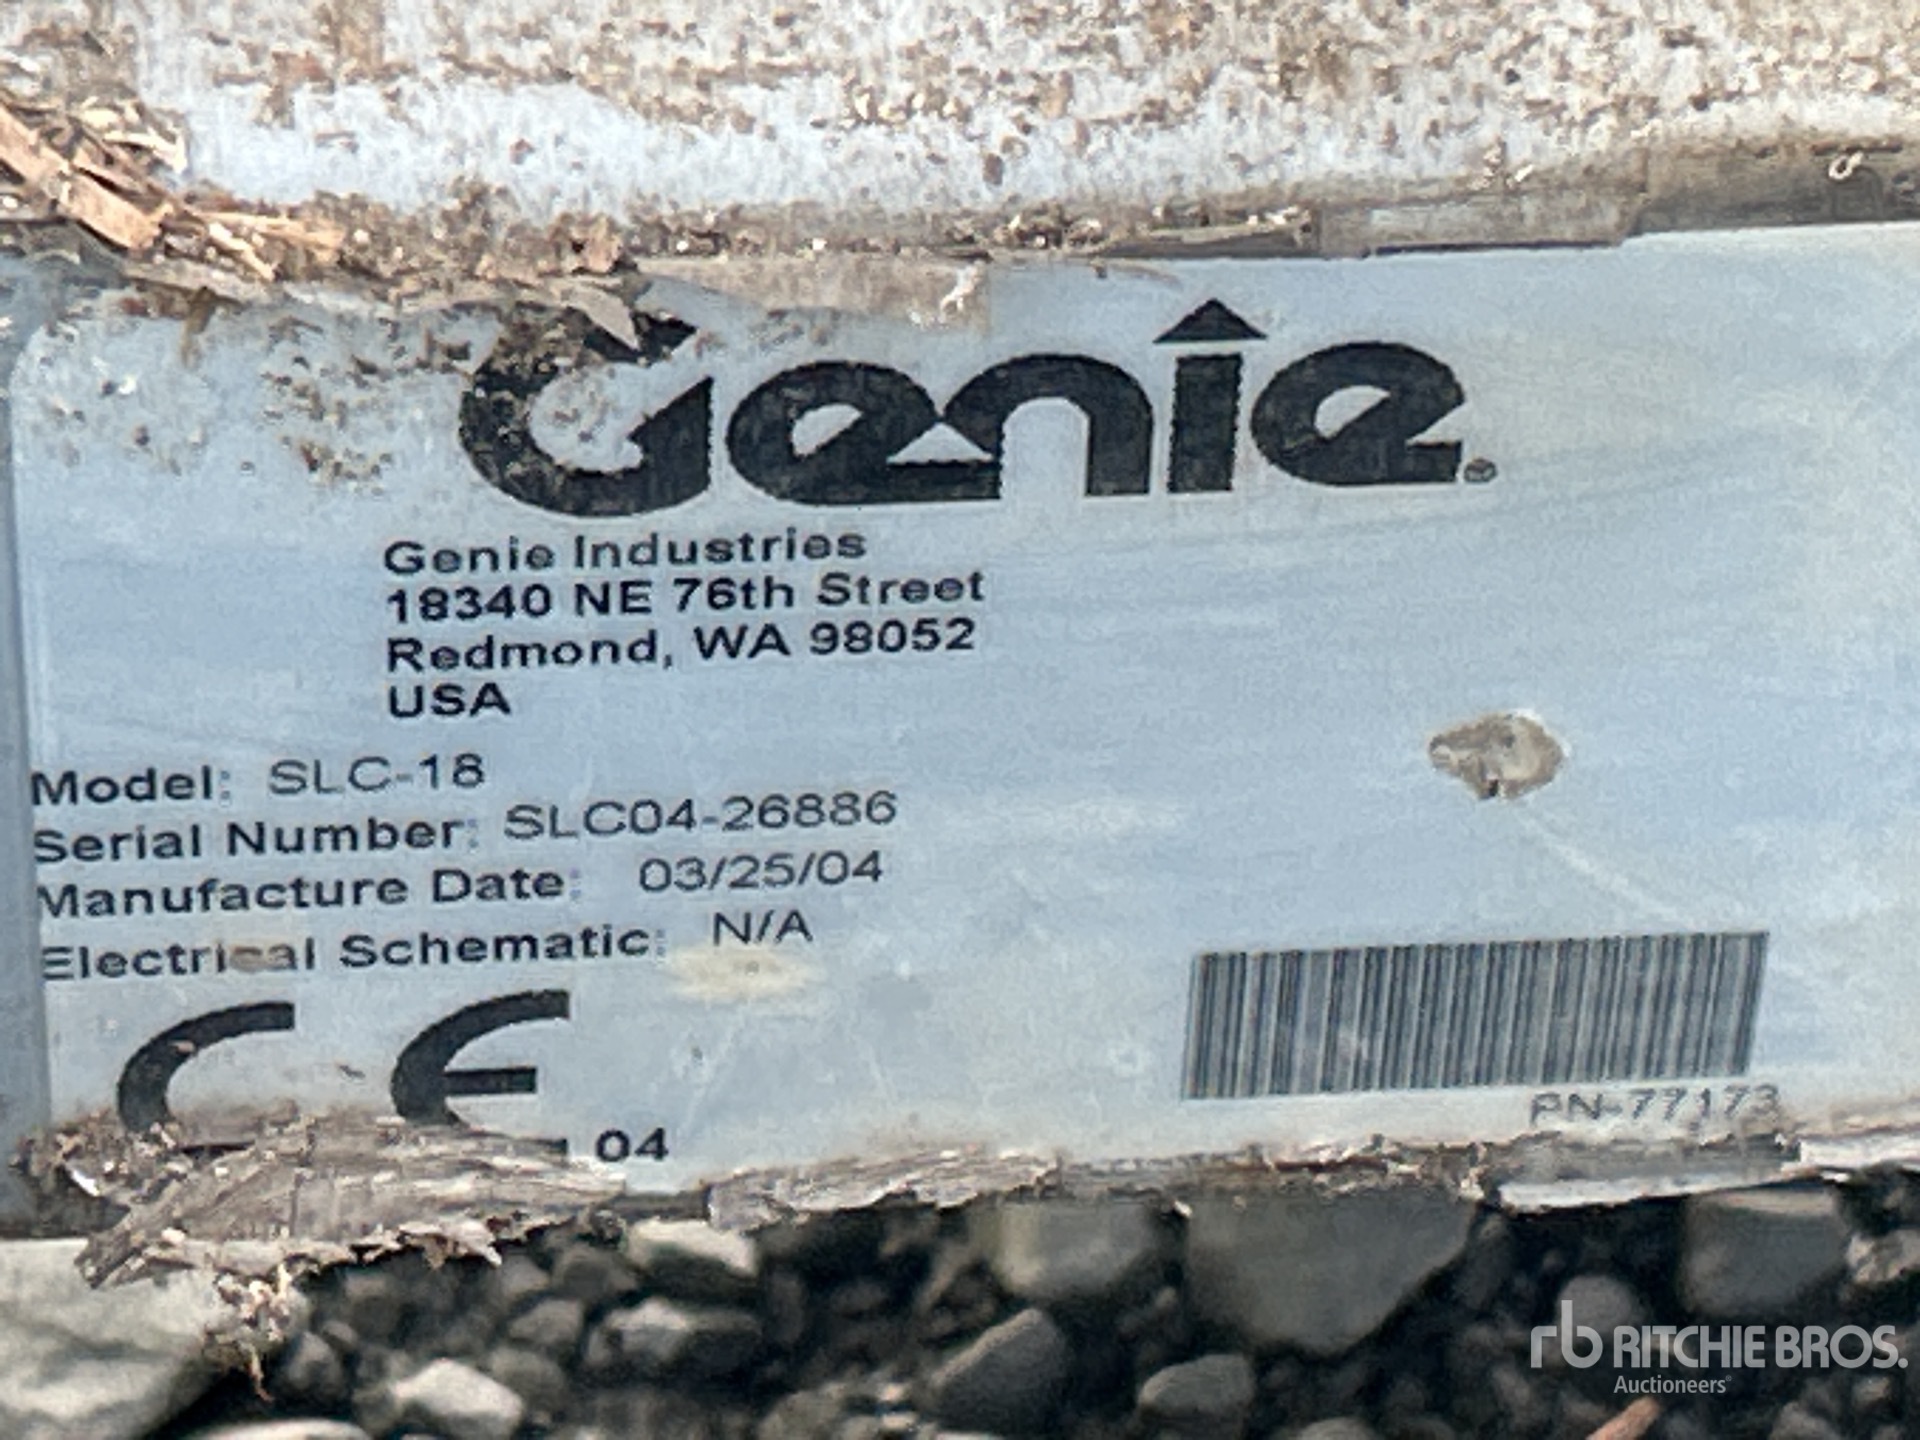 Genie
Genie Industries
18340 NE 76th Street
Redmond, WA 98052
USA
Model: SLC-18
Serial Number: SLC04-26886
Manufacture Date: 03/25/04
Electrical Schematic: N/A
CE 04
PN-77173
rb RITCHIE BROS.
Auctioneers